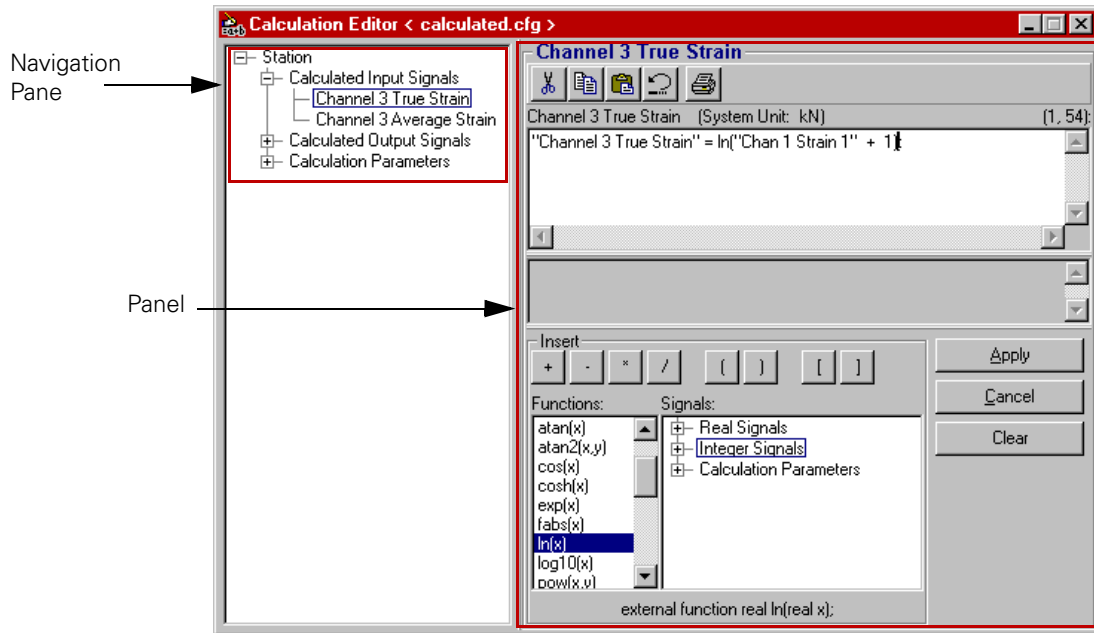 Calculation Editor < calculated.cfg >
Navigation
Pane
Station
Calculated Input Signals
Channel 3 True Strain
Channel 3 Average Strain
Calculated Output Signals
Calculation Parameters
Panel
Channel 3 True Strain
Channel 3 True Strain (System Unit: kN) (1, 54):
"Channel 3 True Strain" = ln("Chan 1 Strain 1" + 1)
Insert
+ - * / ( ) [ ]
Functions:
atan(x)
atan2(x,y)
cos(x)
cosh(x)
exp(x)
fabs(x)
ln(x)
log10(x)
pow(x,y)
Signals:
Real Signals
Integer Signals
Calculation Parameters
external function real ln(real x);
Apply
Cancel
Clear